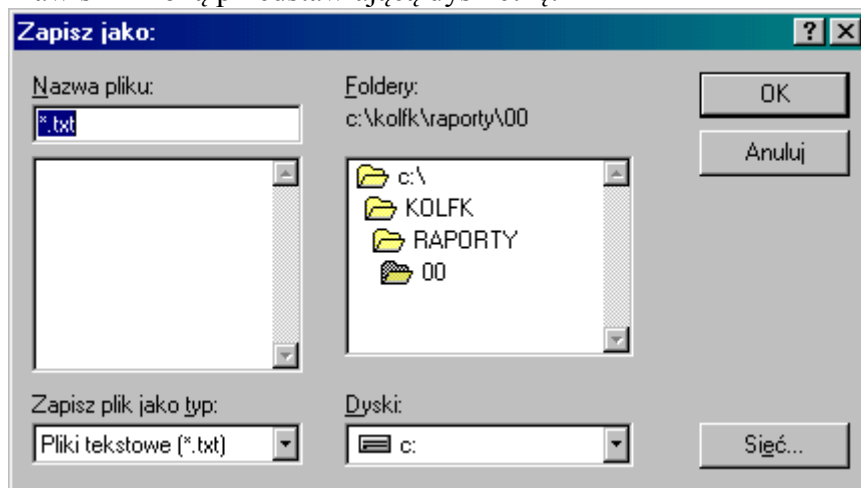 Zapisz jako:
Nazwa pliku:
*.txt
Foldery:
c:\kolfk\raporty\00
c:\
KOLFK
RAPORTY
00
OK
Anuluj
Zapisz plik jako typ:
Pliki tekstowe (*.txt)
Dyski:
c:
Sieć...